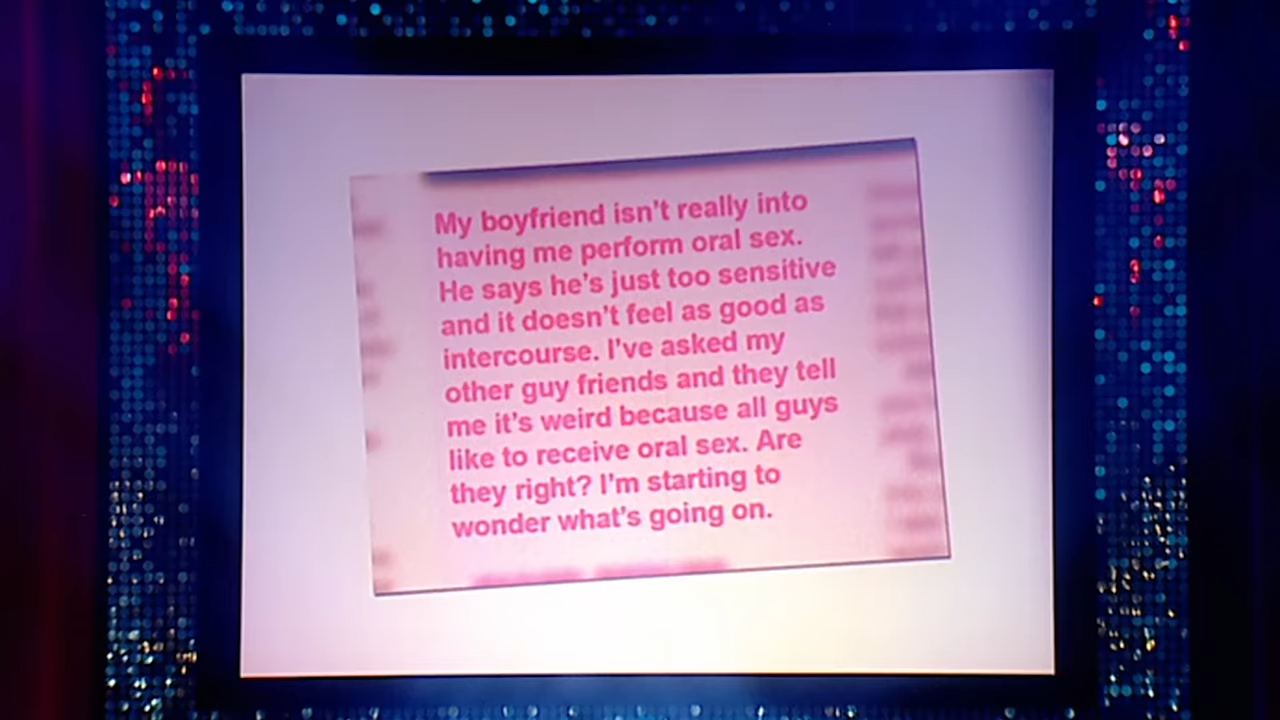 My boyfriend isn't really into
having me perform oral sex.
He says he's just too sensitive
and it doesn't feel as good as
intercourse. I've asked my
other guy friends and they tell
me it's weird because all guys
like to receive oral sex. Are
they right? I'm starting to
wonder what's going on.